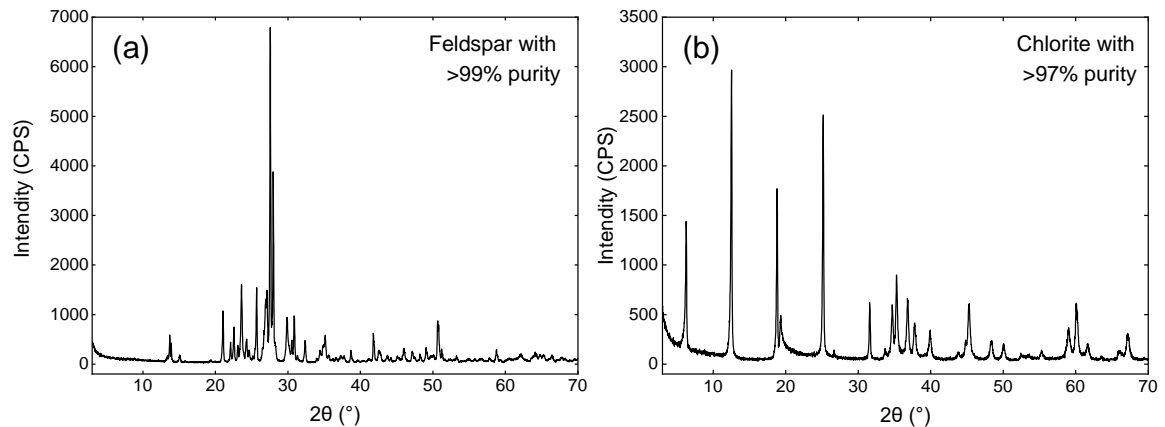 (a)
Feldspar with
>99% purity
Intendity (CPS)
7000
6000
5000
4000
3000
2000
1000
0
10 20 30 40 50 60 70
2θ (°)
(b)
Chlorite with
>97% purity
Intendity (CPS)
3500
3000
2500
2000
1500
1000
500
0
10 20 30 40 50 60 70
2θ (°)